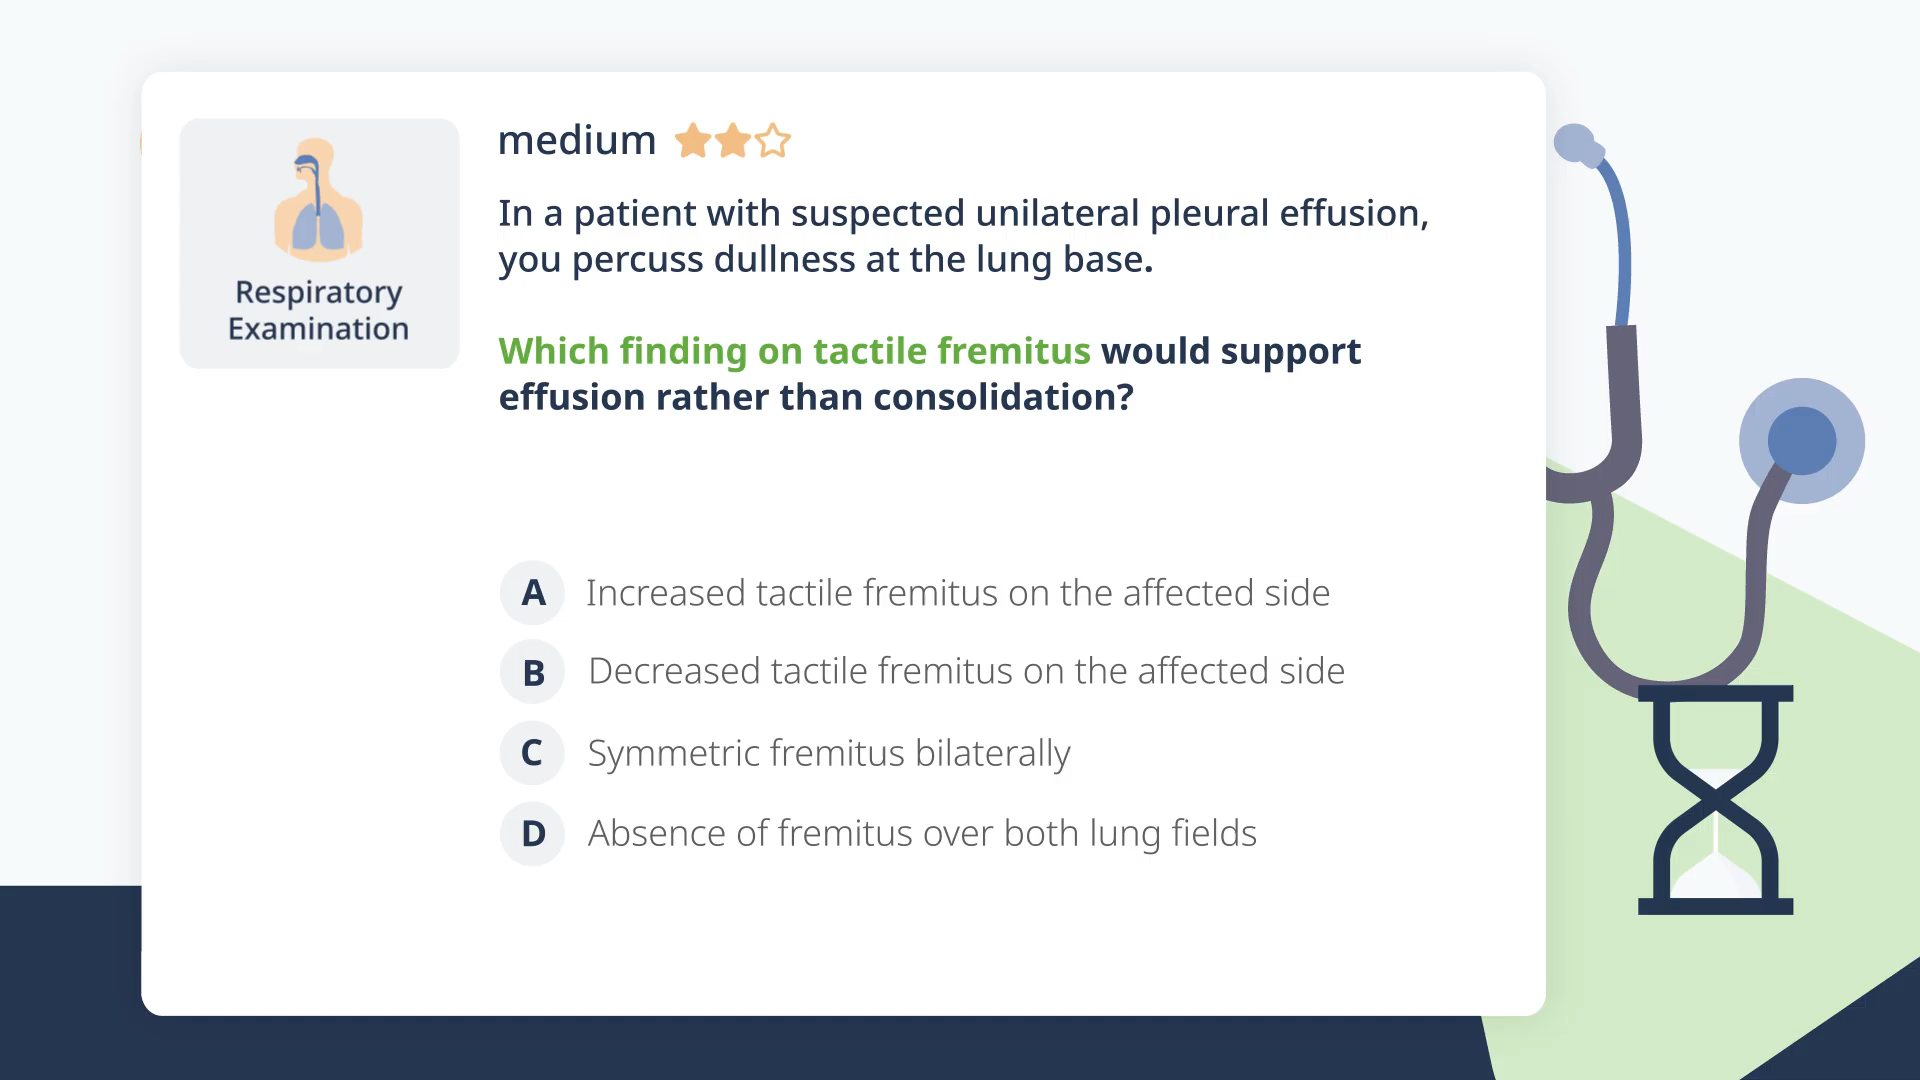 Respiratory
Examination
medium
In a patient with suspected unilateral pleural effusion,
you percuss dullness at the lung base.
Which finding on tactile fremitus would support
effusion rather than consolidation?
A Increased tactile fremitus on the affected side
B Decreased tactile fremitus on the affected side
C Symmetric fremitus bilaterally
D Absence of fremitus over both lung fields